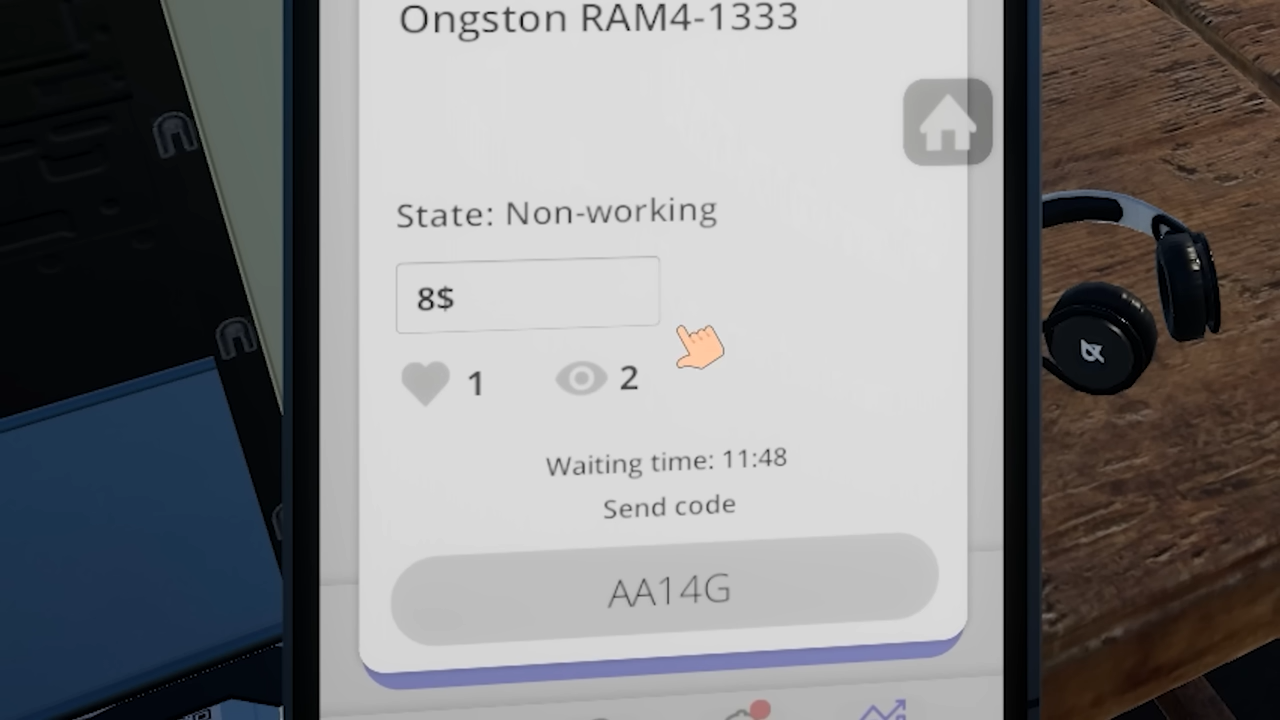 Ongston RAM4-1333
State: Non-working
8$
1 2
Waiting time: 11:48
Send code
AA14G